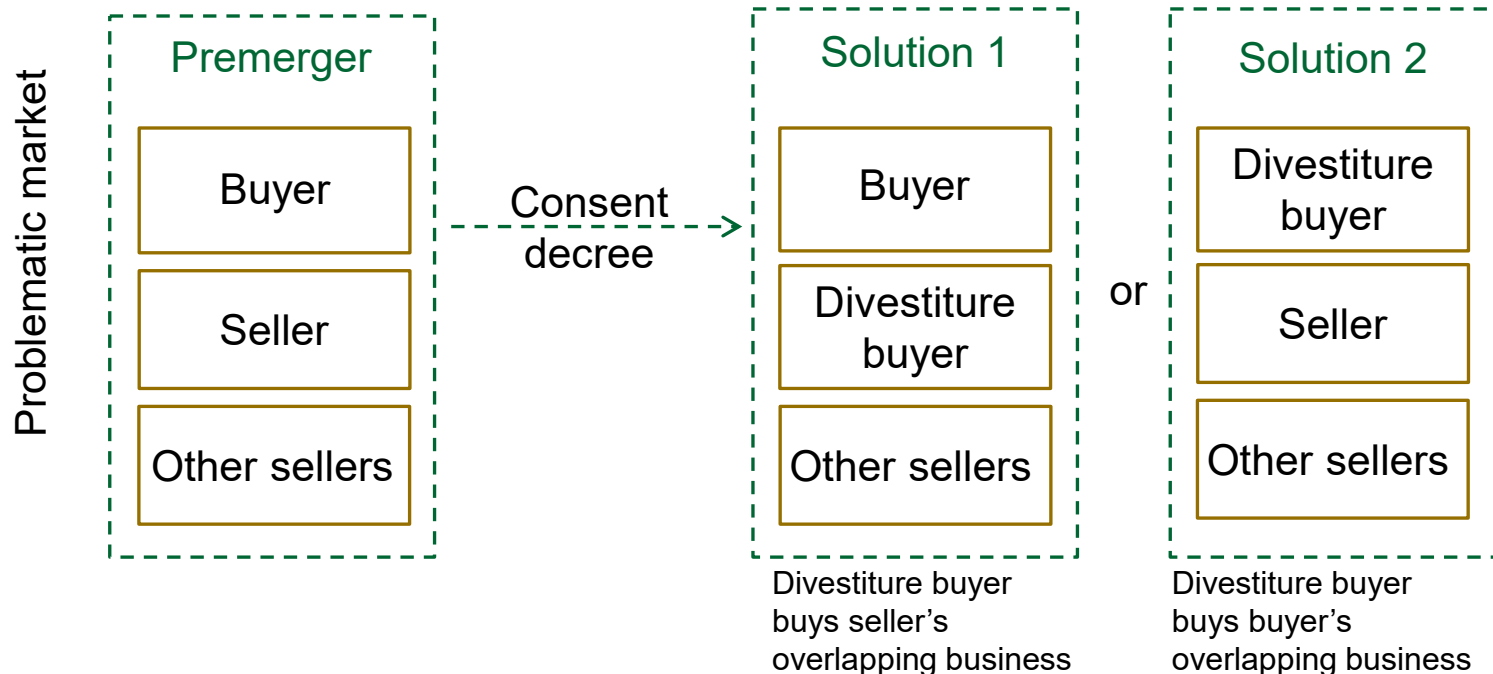 Problematic market
Premerger
Buyer
Seller
Other sellers
Consent
decree
Solution 1
Buyer
Divestiture
buyer
Other sellers
Divestiture buyer
buys seller’s
overlapping business
or
Solution 2
Divestiture
buyer
Seller
Other sellers
Divestiture buyer
buys buyer’s
overlapping business